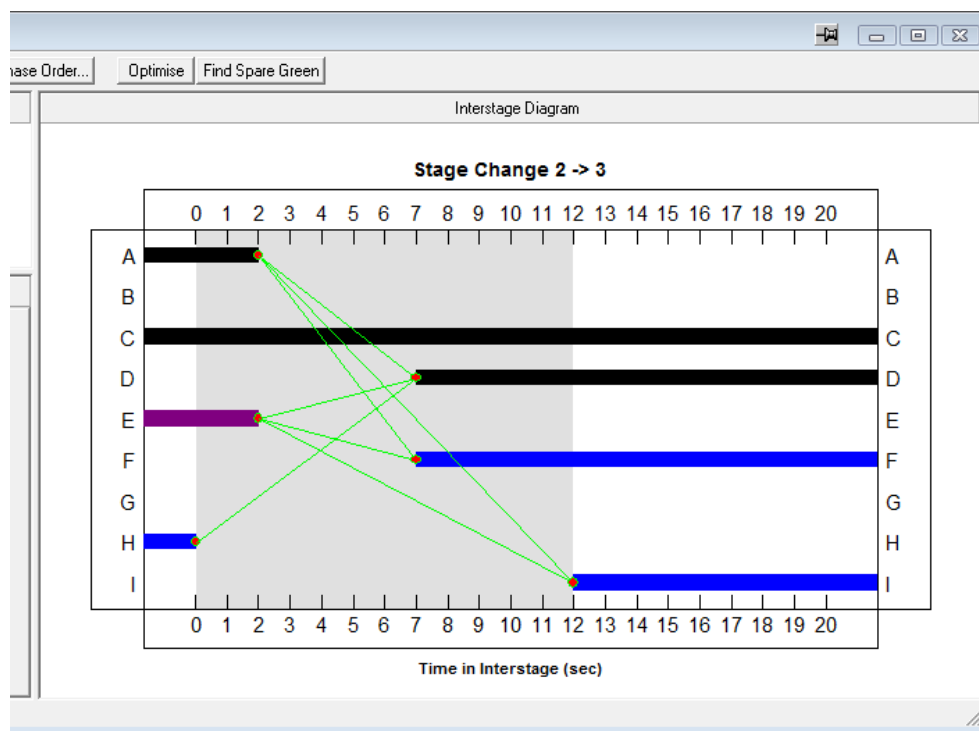 hase Order... Optimise Find Spare Green
Interstage Diagram
Stage Change 2 -> 3
0 1 2 3 4 5 6 7 8 9 10 11 12 13 14 15 16 17 18 19 20
A A
B B
C C
D D
E E
F F
G G
H H
I I
0 1 2 3 4 5 6 7 8 9 10 11 12 13 14 15 16 17 18 19 20
Time in Interstage (sec)